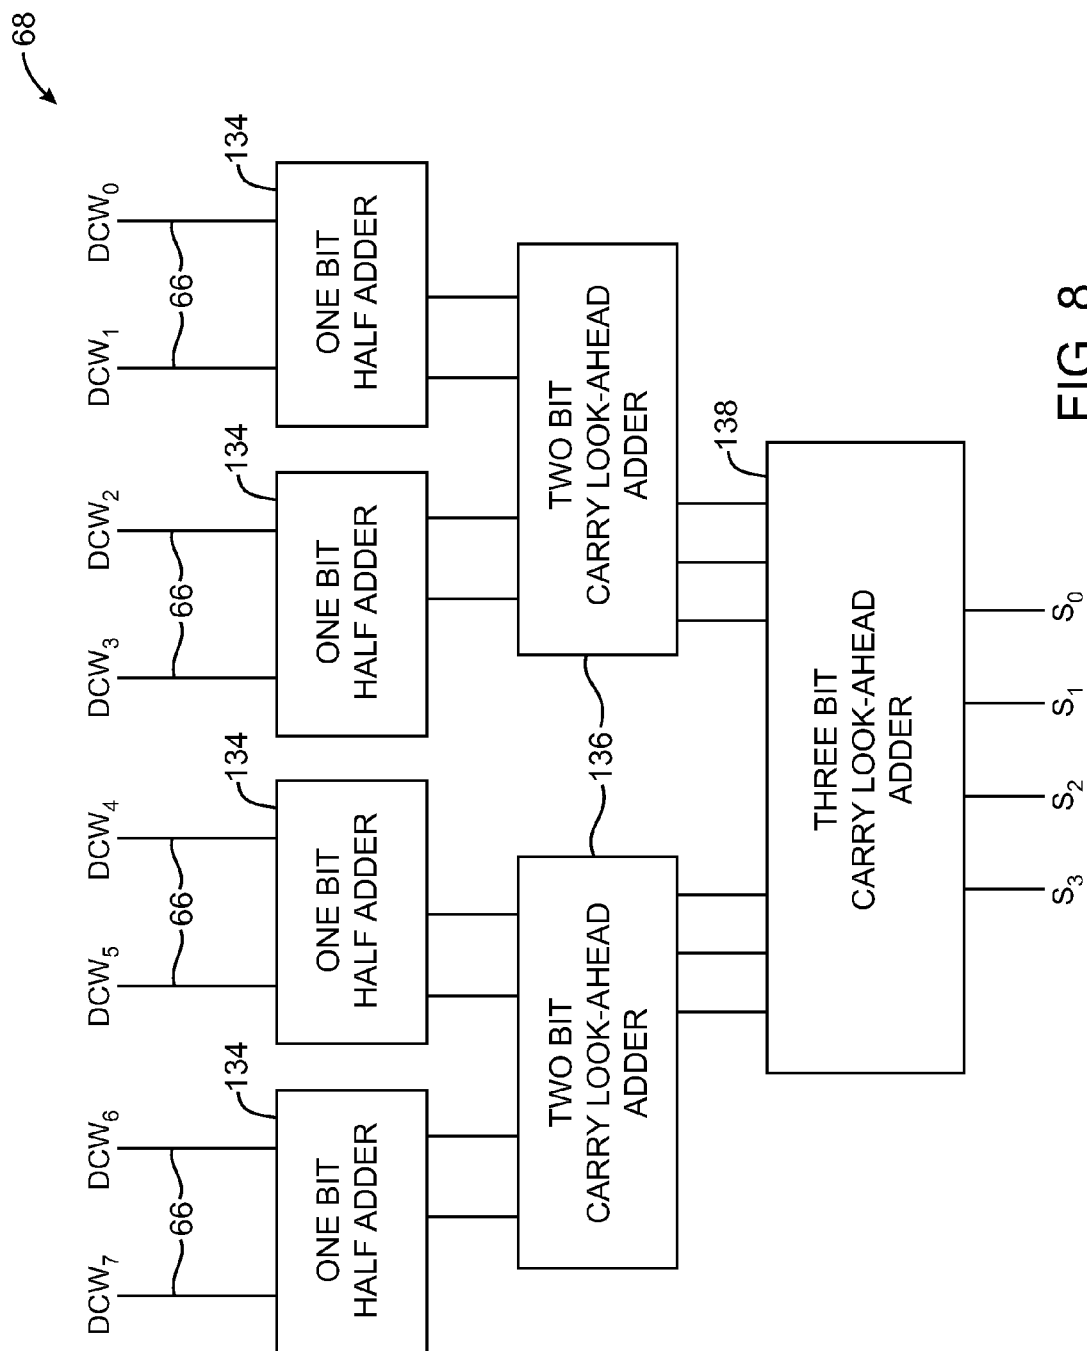 68
DCW₇ DCW₆ DCW₅ DCW₄ DCW₃ DCW₂ DCW₁ DCW₀
66 66 66 66
134 134 134 134
ONE BIT
HALF ADDER
ONE BIT
HALF ADDER
ONE BIT
HALF ADDER
ONE BIT
HALF ADDER
136
TWO BIT
CARRY LOOK-AHEAD
ADDER
TWO BIT
CARRY LOOK-AHEAD
ADDER
138
THREE BIT
CARRY LOOK-AHEAD
ADDER
S₃ S₂ S₁ S₀
FIG. 8